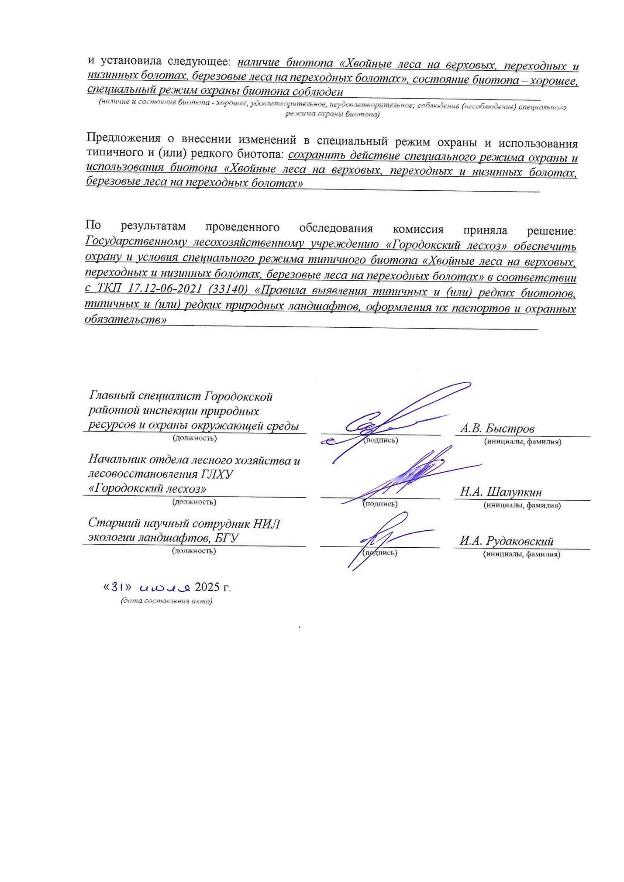 и установила следующее: наличие биотопа «Хвойные леса на верховых, переходных и
низинных болотах, березовые леса на переходных болотах», состояние биотопа – хорошее,
специальный режим охраны биотопа соблюден
(наличие и состояние биотопа - хорошее, удовлетворительное, неудовлетворительное; соблюдение (несоблюдение) специального
режима охраны биотопа)
Предложения о внесении изменений в специальный режим охраны и использования
типичного и (или) редкого биотопа: сохранить действие специального режима охраны и
использования биотопа «Хвойные леса на верховых, переходных и низинных болотах,
березовые леса на переходных болотах»
По результатам проведенного обследования комиссия приняла решение:
Государственному лесохозяйственному учреждению «Городокский лесхоз» обеспечить
охрану и условия специального режима типичного биотопа «Хвойные леса на верховых,
переходных и низинных болотах, березовые леса на переходных болотах» в соответствии
с ТКП 17.12-06-2021 (33140) «Правила выявления типичных и (или) редких биотопов,
типичных и (или) редких природных ландшафтов, оформления их паспортов и охранных
обязательств»
Главный специалист Городокской
районной инспекции природных
ресурсов и охраны окружающей среды А.В. Быстров
(должность) (подпись) (инициалы, фамилия)
Начальник отдела лесного хозяйства и
лесовосстановления ГЛХУ
«Городокский лесхоз» Н.А. Шалупкин
(должность) (подпись) (инициалы, фамилия)
Старший научный сотрудник НИЛ
экологии ландшафтов, БГУ И.А. Рудаковский
(должность) (подпись) (инициалы, фамилия)
«31» июля 2025 г.
(дата составления акта)